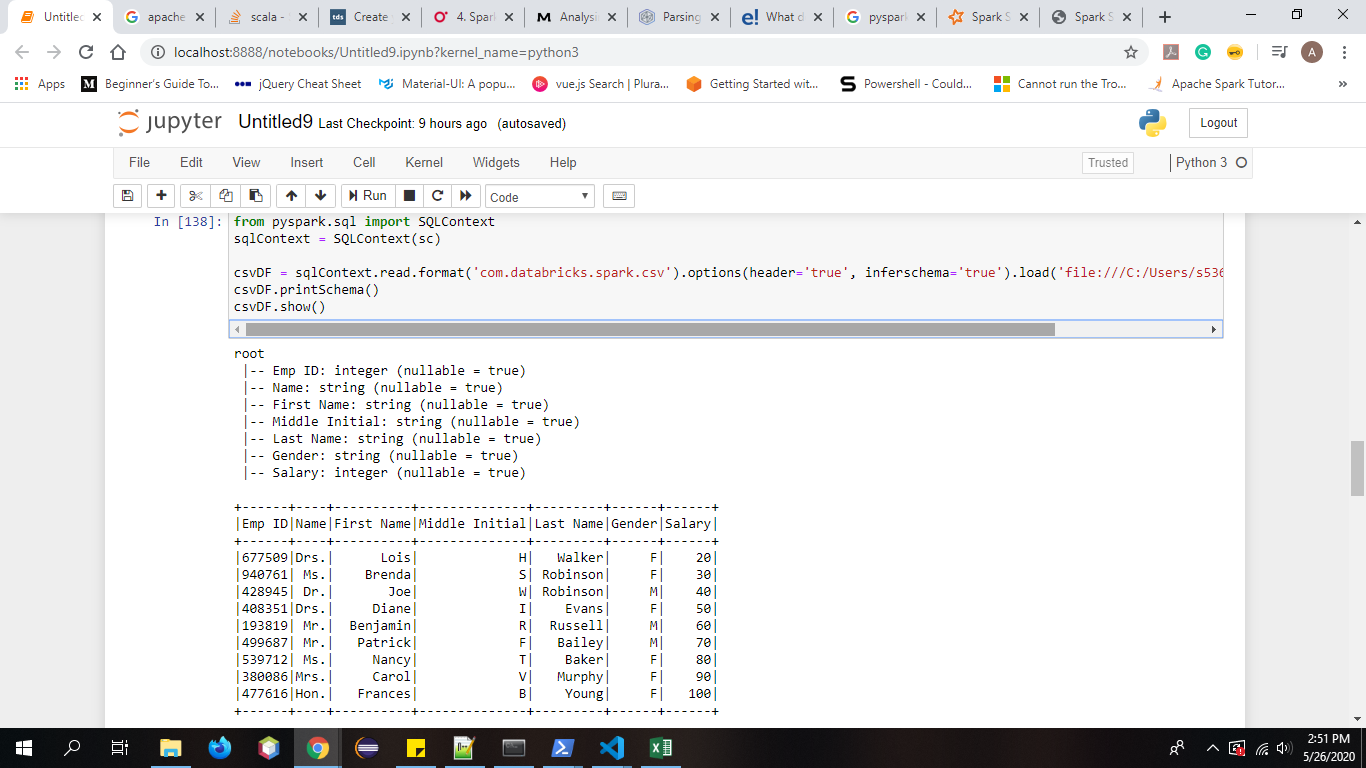 Untitlec
apache
scala -
tds Create
4. Spar
M Analysi
Parsing
e! What d
pyspark
Spark S
Spark S
localhost:8888/notebooks/Untitled9.ipynb?kernel_name=python3
A
Apps
M Beginner's Guide To...
jQuery Cheat Sheet
Material-UI: A popu...
vue.js Search | Plura...
Getting Started wit...
Powershell - Could...
Cannot run the Tro...
Apache Spark Tutor...
»
jupyter Untitled9 Last Checkpoint: 9 hours ago (autosaved)
Logout
File Edit View Insert Cell Kernel Widgets Help
Trusted
Python 3
Run
Code
In [138]: from pyspark.sql import SQLContext
sqlContext = SQLContext(sc)
csvDF = sqlContext.read.format('com.databricks.spark.csv').options(header='true', inferschema='true').load('file:///C:/Users/s536
csvDF.printSchema()
csvDF.show()
root
 |-- Emp ID: integer (nullable = true)
 |-- Name: string (nullable = true)
 |-- First Name: string (nullable = true)
 |-- Middle Initial: string (nullable = true)
 |-- Last Name: string (nullable = true)
 |-- Gender: string (nullable = true)
 |-- Salary: integer (nullable = true)
+------+----+----------+--------------+---------+------+------+
|Emp ID|Name|First Name|Middle Initial|Last Name|Gender|Salary|
+------+----+----------+--------------+---------+------+------+
|677509|Drs.|      Lois|             H|   Walker|     F|    20|
|940761| Ms.|    Brenda|             S| Robinson|     F|    30|
|428945| Dr.|       Joe|             W| Robinson|     M|    40|
|408351|Drs.|     Diane|             I|    Evans|     F|    50|
|193819| Mr.|  Benjamin|             R|  Russell|     M|    60|
|499687| Mr.|   Patrick|             F|   Bailey|     M|    70|
|539712| Ms.|     Nancy|             T|    Baker|     F|    80|
|380086|Mrs.|     Carol|             V|   Murphy|     F|    90|
|477616|Hon.|   Frances|             B|    Young|     F|   100|
+------+----+----------+--------------+---------+------+------+
2:51 PM
5/26/2020